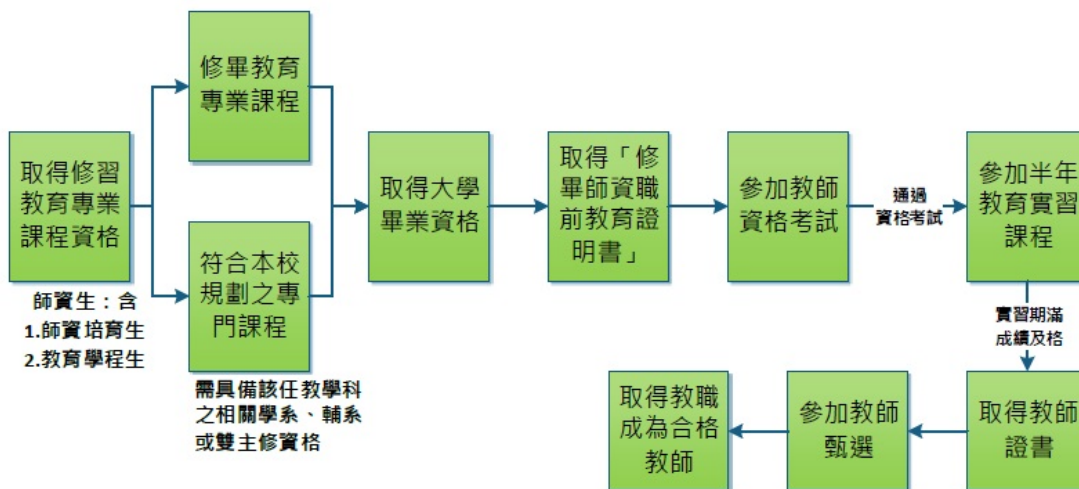 取得修習
教育專業
課程資格
師資生：含
1.師資培育生
2.教育學程生
修畢教育
專業課程
符合本校
規劃之專
門課程
需具備該任教學科
之相關學系、輔系
或雙主修資格
取得大學
畢業資格
取得「修
畢師資職
前教育證
明書」
參加教師
資格考試
通過
資格考試
參加半年
教育實習
課程
實習期滿
成績及格
取得教師
證書
參加教師
甄選
取得教職
成為合格
教師